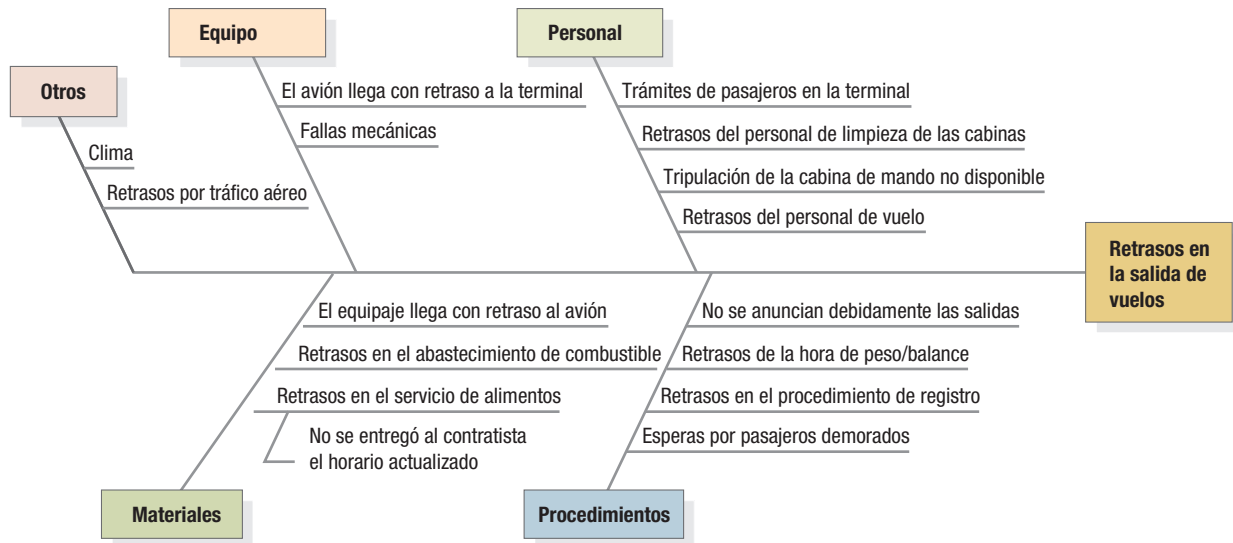 Equipo
Personal
Otros
El avión llega con retraso a la terminal
Fallas mecánicas
Trámites de pasajeros en la terminal
Retrasos del personal de limpieza de las cabinas
Tripulación de la cabina de mando no disponible
Retrasos del personal de vuelo
Clima
Retrasos por tráfico aéreo
Retrasos en
la salida de
vuelos
El equipaje llega con retraso al avión
Retrasos en el abastecimiento de combustible
Retrasos en el servicio de alimentos
No se entregó al contratista
el horario actualizado
No se anuncian debidamente las salidas
Retrasos de la hora de peso/balance
Retrasos en el procedimiento de registro
Esperas por pasajeros demorados
Materiales
Procedimientos